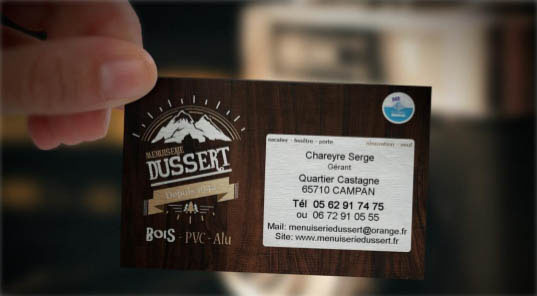 MENUISERIE
DUSSERT
BOIS - PVC - Alu
escalier - fenêtre - porte
rénovation - neuf
Chareyre Serge
Gérant
Quartier Castagne
65710 CAMPAN
Tél 05 62 91 74 75
ou 06 72 91 05 55
Mail: menuiseriedussert@orange.fr
Site: www.menuiseriedussert.fr